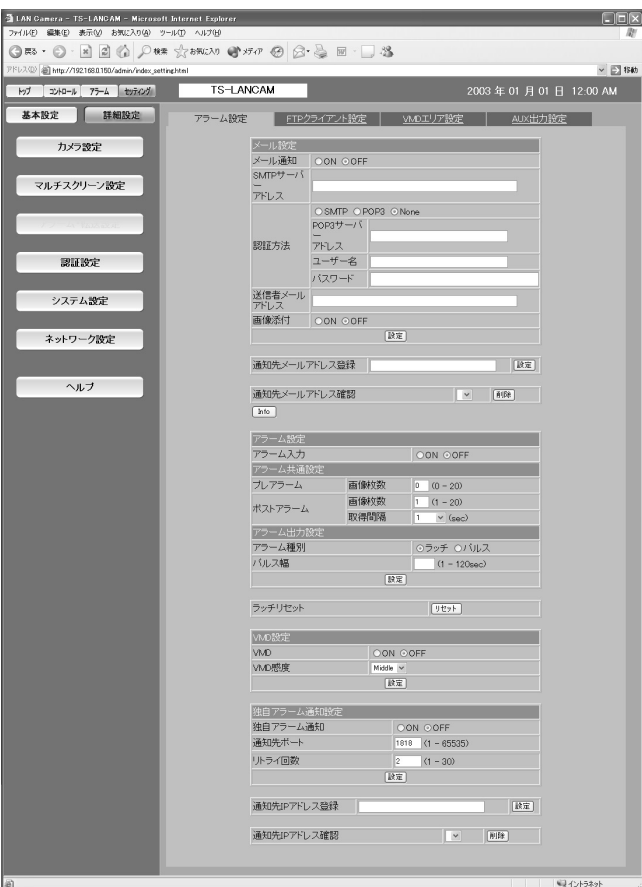 LAN Camera - TS-LANCAM - Microsoft Internet Explorer
ファイル(F) 編集(E) 表示(V) お気に入り(A) ツール(T) ヘルプ(H)
戻る 検索 お気に入り メディア
アドレス(D) http://192.168.0.150/admin/index_setting.html 移動
トップ コントロール アラーム セッティング TS-LANCAM 2003 年 01 月 01 日 12:00 AM
基本設定 詳細設定
アラーム設定 FTPクライアント設定 VMDエリア設定 AUX出力設定
カメラ設定
マルチスクリーン設定
認証設定
システム設定
ネットワーク設定
ヘルプ
メール設定
メール通知 ON OFF
SMTPサーバ
ー
アドレス
認証方法 SMTP POP3 None
POP3サーバ
ー
アドレス
ユーザー名
パスワード
送信者メール
アドレス
画像添付 ON OFF
設定
通知先メールアドレス登録 設定
通知先メールアドレス確認 削除
Info
アラーム設定
アラーム入力 ON OFF
アラーム共通設定
プレアラーム 画像枚数 0 (0 - 20)
ポストアラーム 画像枚数 1 (1 - 20)
取得間隔 1 (sec)
アラーム出力設定
アラーム種別 ラッチ パルス
パルス幅 (1 - 120sec)
設定
ラッチリセット リセット
VMD設定
VMD ON OFF
VMD感度 Middle
設定
独自アラーム通知設定
独自アラーム通知 ON OFF
通知先ポート 1818 (1 - 65535)
リトライ回数 2 (1 - 30)
設定
通知先IPアドレス登録 設定
通知先IPアドレス確認 削除
イントラネット